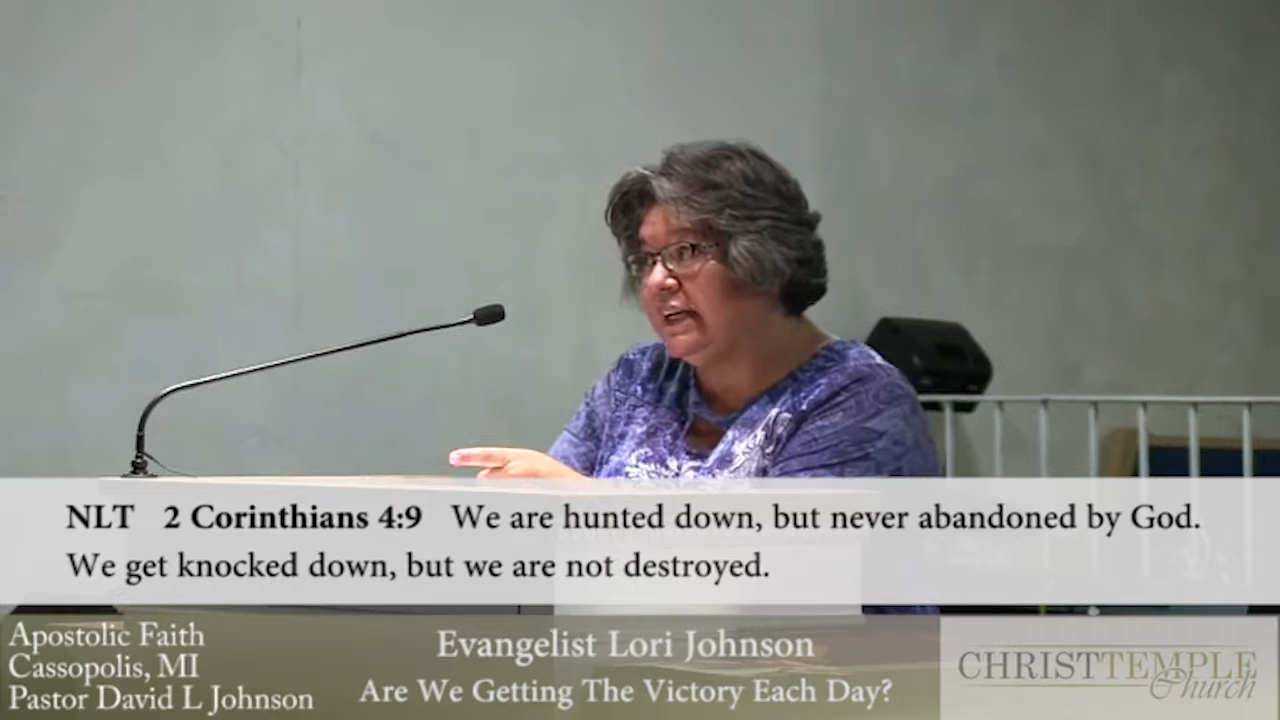 NLT 2 Corinthians 4:9 We are hunted down, but never abandoned by God.
We get knocked down, but we are not destroyed.
Apostolic Faith
Cassopolis, MI
Pastor David L Johnson
Evangelist Lori Johnson
Are We Getting The Victory Each Day?
CHRISTTEMPLE
Church